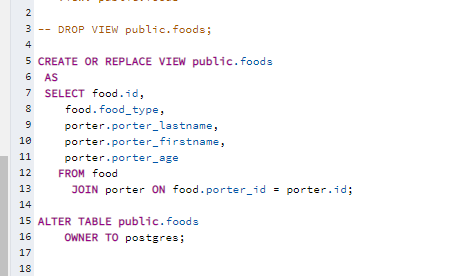 2
3 -- DROP VIEW public.foods;
4
5 CREATE OR REPLACE VIEW public.foods
6 AS
7 SELECT food.id,
8 food.food_type,
9 porter.porter_lastname,
10 porter.porter_firstname,
11 porter.porter_age
12 FROM food
13 JOIN porter ON food.porter_id = porter.id;
14
15 ALTER TABLE public.foods
16 OWNER TO postgres;
17
18